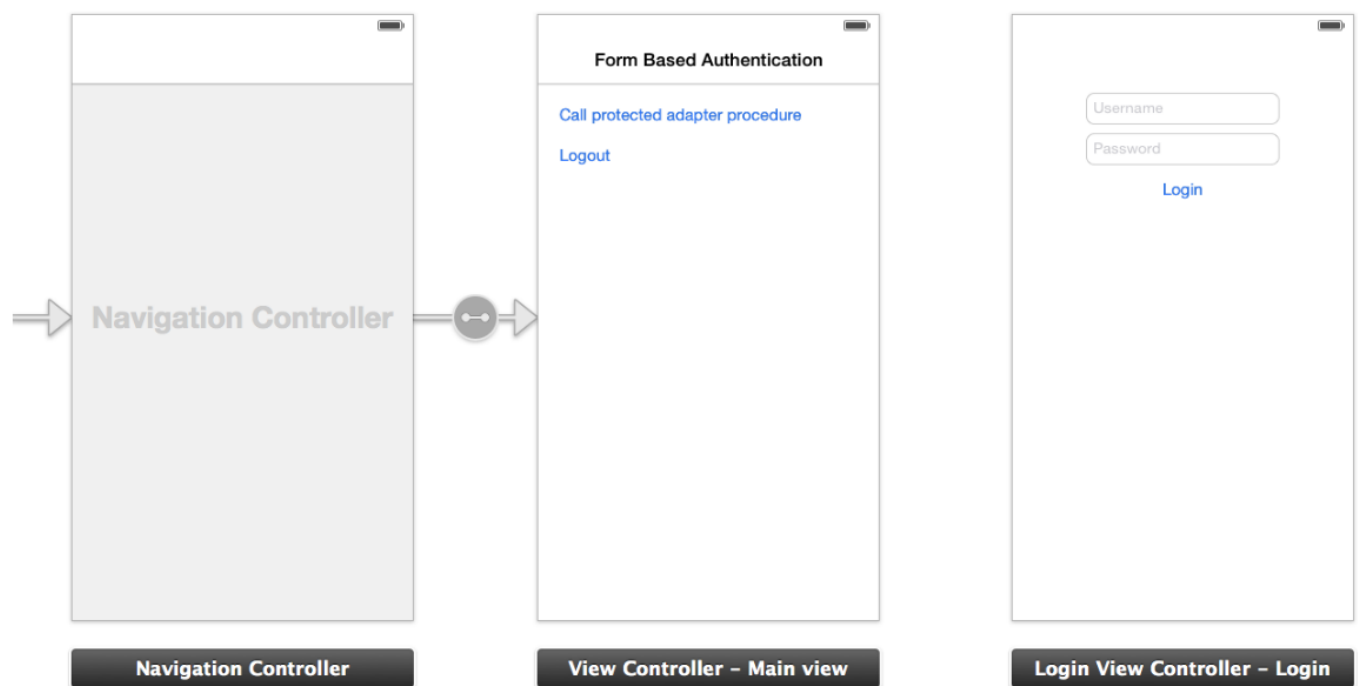 Navigation Controller
Navigation Controller
Form Based Authentication
Call protected adapter procedure
Logout
View Controller – Main view
Username
Password
Login
Login View Controller – Login